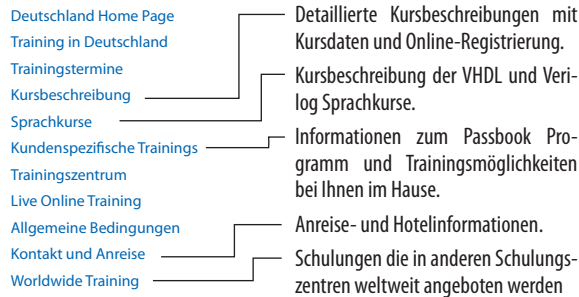 Deutschland Home Page
Training in Deutschland
Trainingstermine
Kursbeschreibung
Sprachkurse
Kundenspezifische Trainings
Trainingszentrum
Live Online Training
Allgemeine Bedingungen
Kontakt und Anreise
Worldwide Training
Detaillierte Kursbeschreibungen mit
Kursdaten und Online-Registrierung.
Kursbeschreibung der VHDL und Veri-
log Sprachkurse.
Informationen zum Passbook Pro-
gramm und Trainingsmöglichkeiten
bei Ihnen im Hause.
Anreise- und Hotelinformationen.
Schulungen die in anderen Schulungs-
zentren weltweit angeboten werden